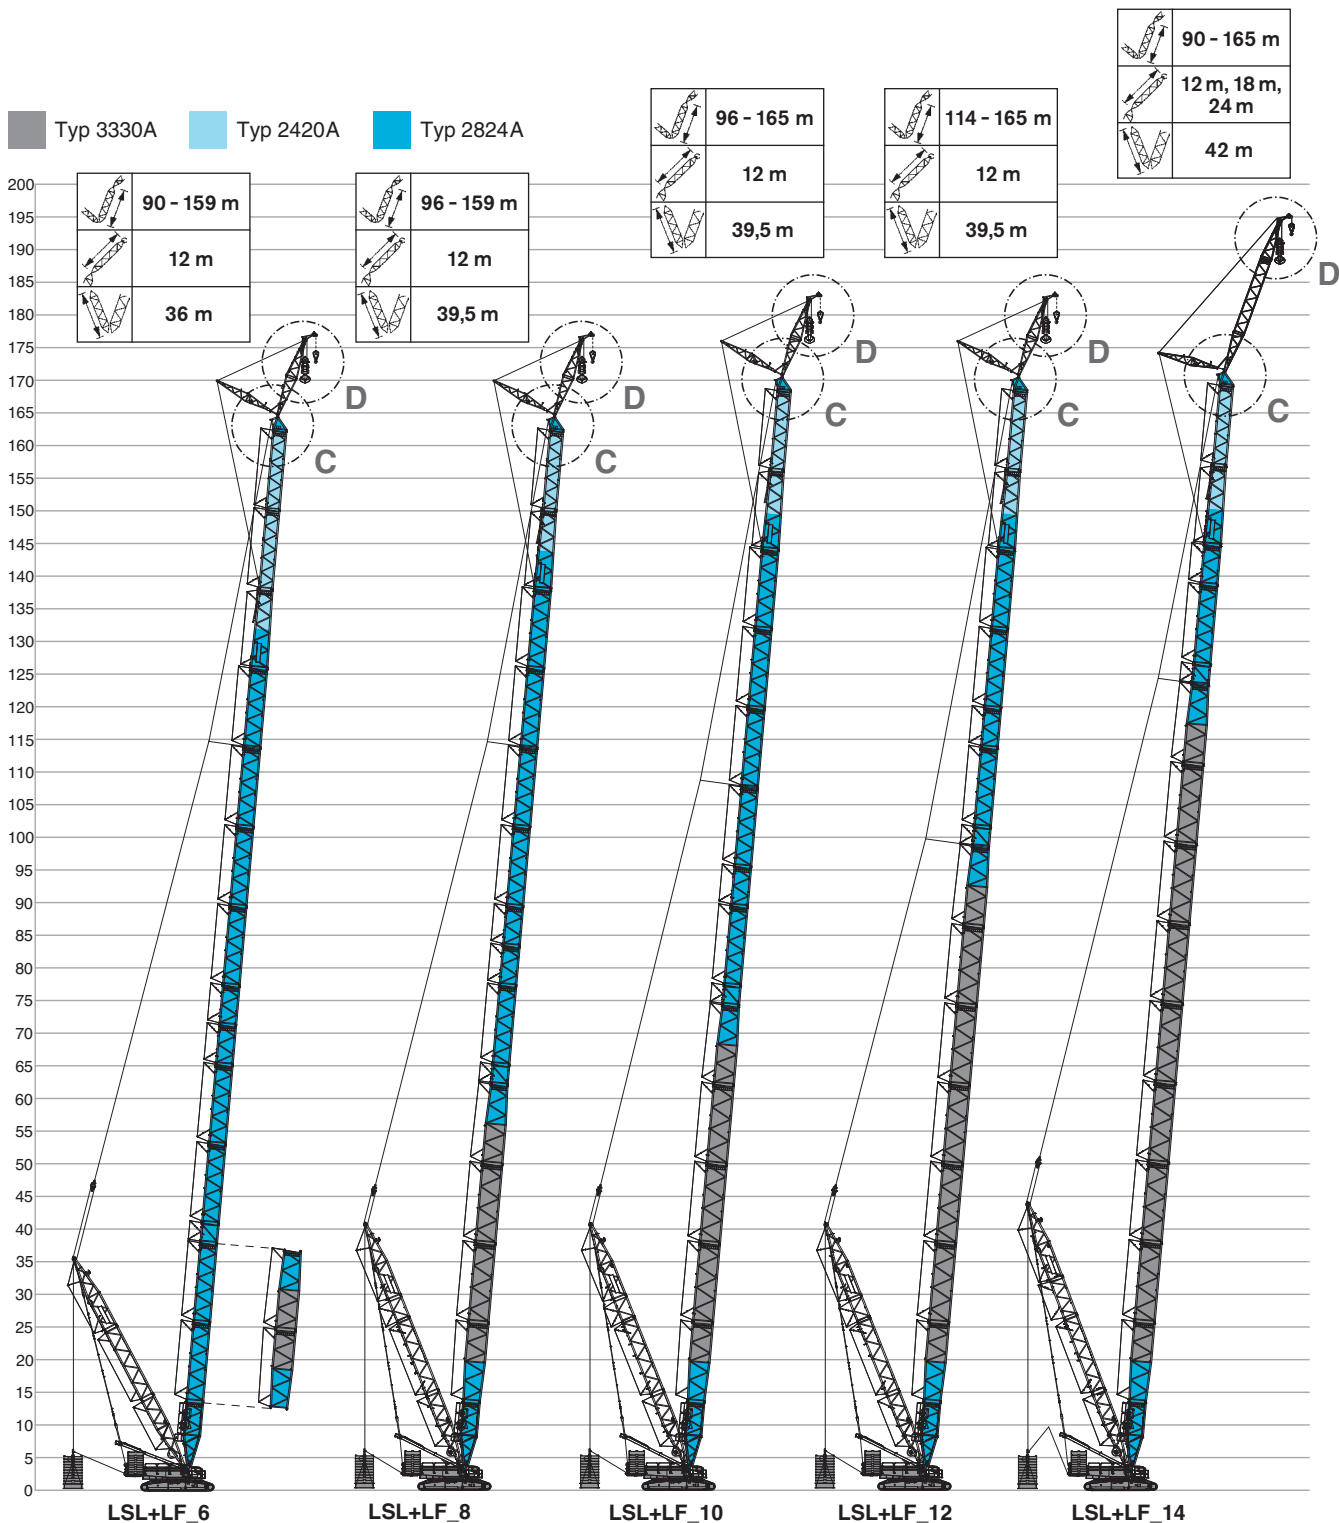 90 - 165 m
12 m, 18 m,
24 m
42 m
96 - 165 m
12 m
39,5 m
114 - 165 m
12 m
39,5 m
Typ 3330A
Typ 2420A
Typ 2824A
90 - 159 m
12 m
36 m
96 - 159 m
12 m
39,5 m
200
195
190
185
180
175
170
165
160
155
150
145
140
135
130
125
120
115
110
105
100
95
90
85
80
75
70
65
60
55
50
45
40
35
30
25
20
15
10
5
0
D
C
D
C
D
C
D
C
D
C
LSL+LF_6
LSL+LF_8
LSL+LF_10
LSL+LF_12
LSL+LF_14